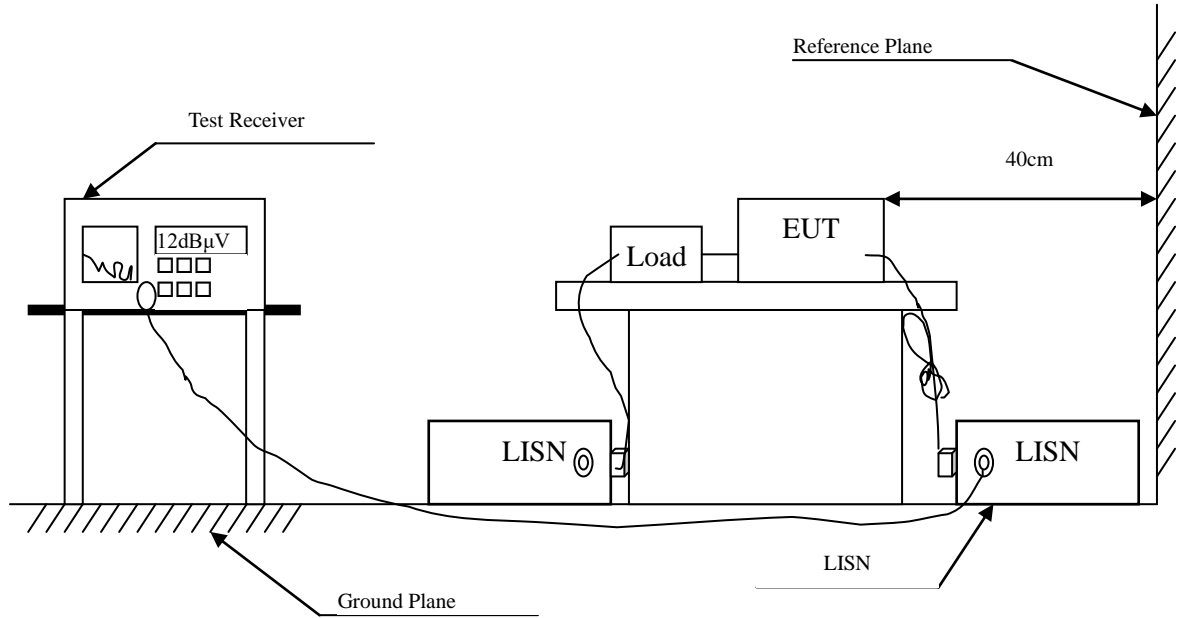 Reference Plane
Test Receiver
40cm
12dBμV
EUT
Load
LISN
LISN
LISN
Ground Plane